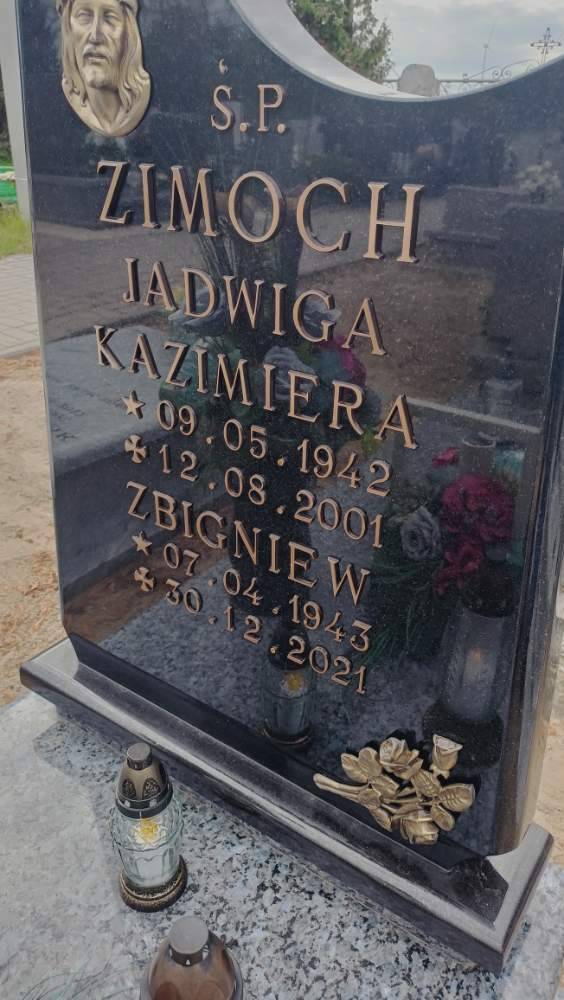 Ś.P.
ZIMOCH
JADWIGA
KAZIMIERA
09.05.1942
12.08.2001
ZBIGNIEW
07.04.1943
30.12.2021